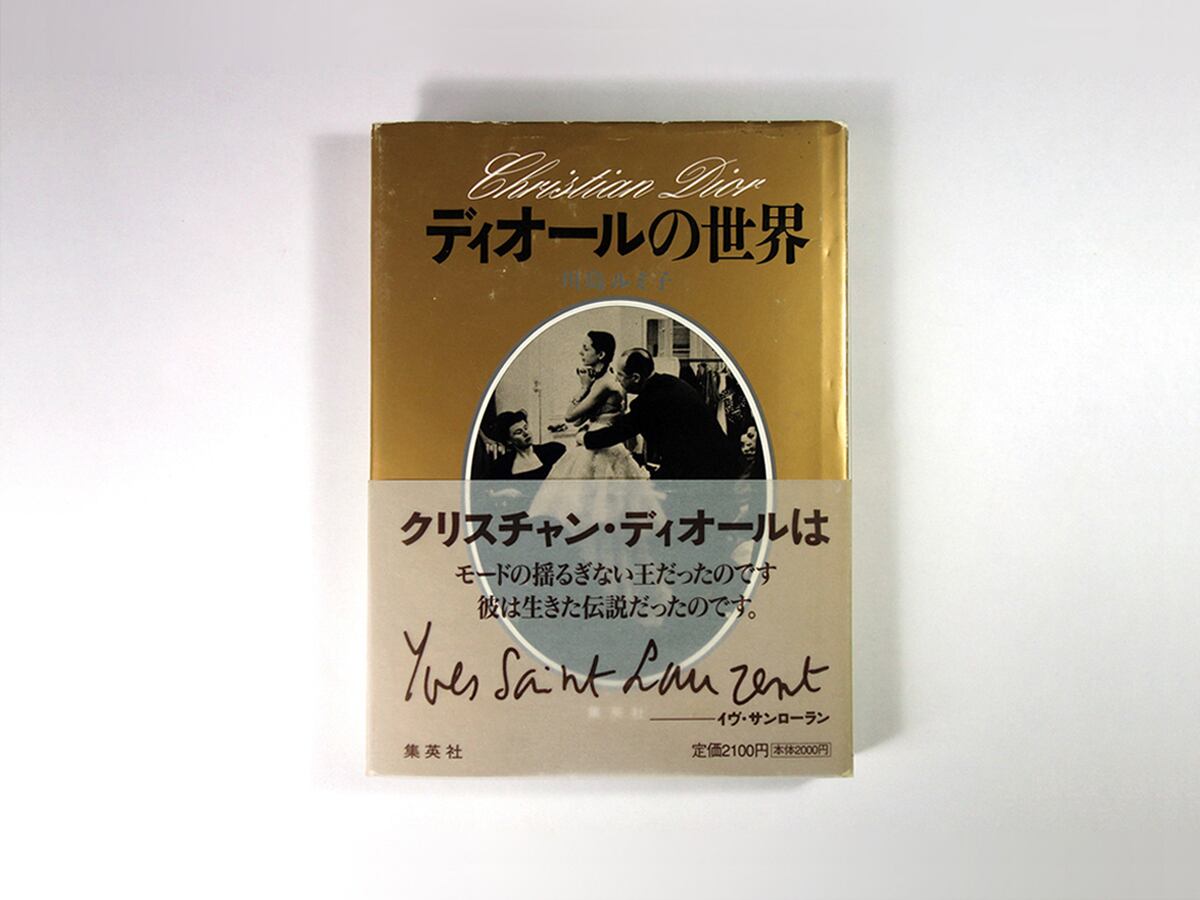 Christian Dior
ディオールの世界
川島ルミ子
クリスチャン・ディオールは
モードの揺るぎない王だったのです
彼は生きた伝説だったのです。
Yves Saint Laurent
集英社
——イヴ・サンローラン
集英社
定価2100円 本体2000円